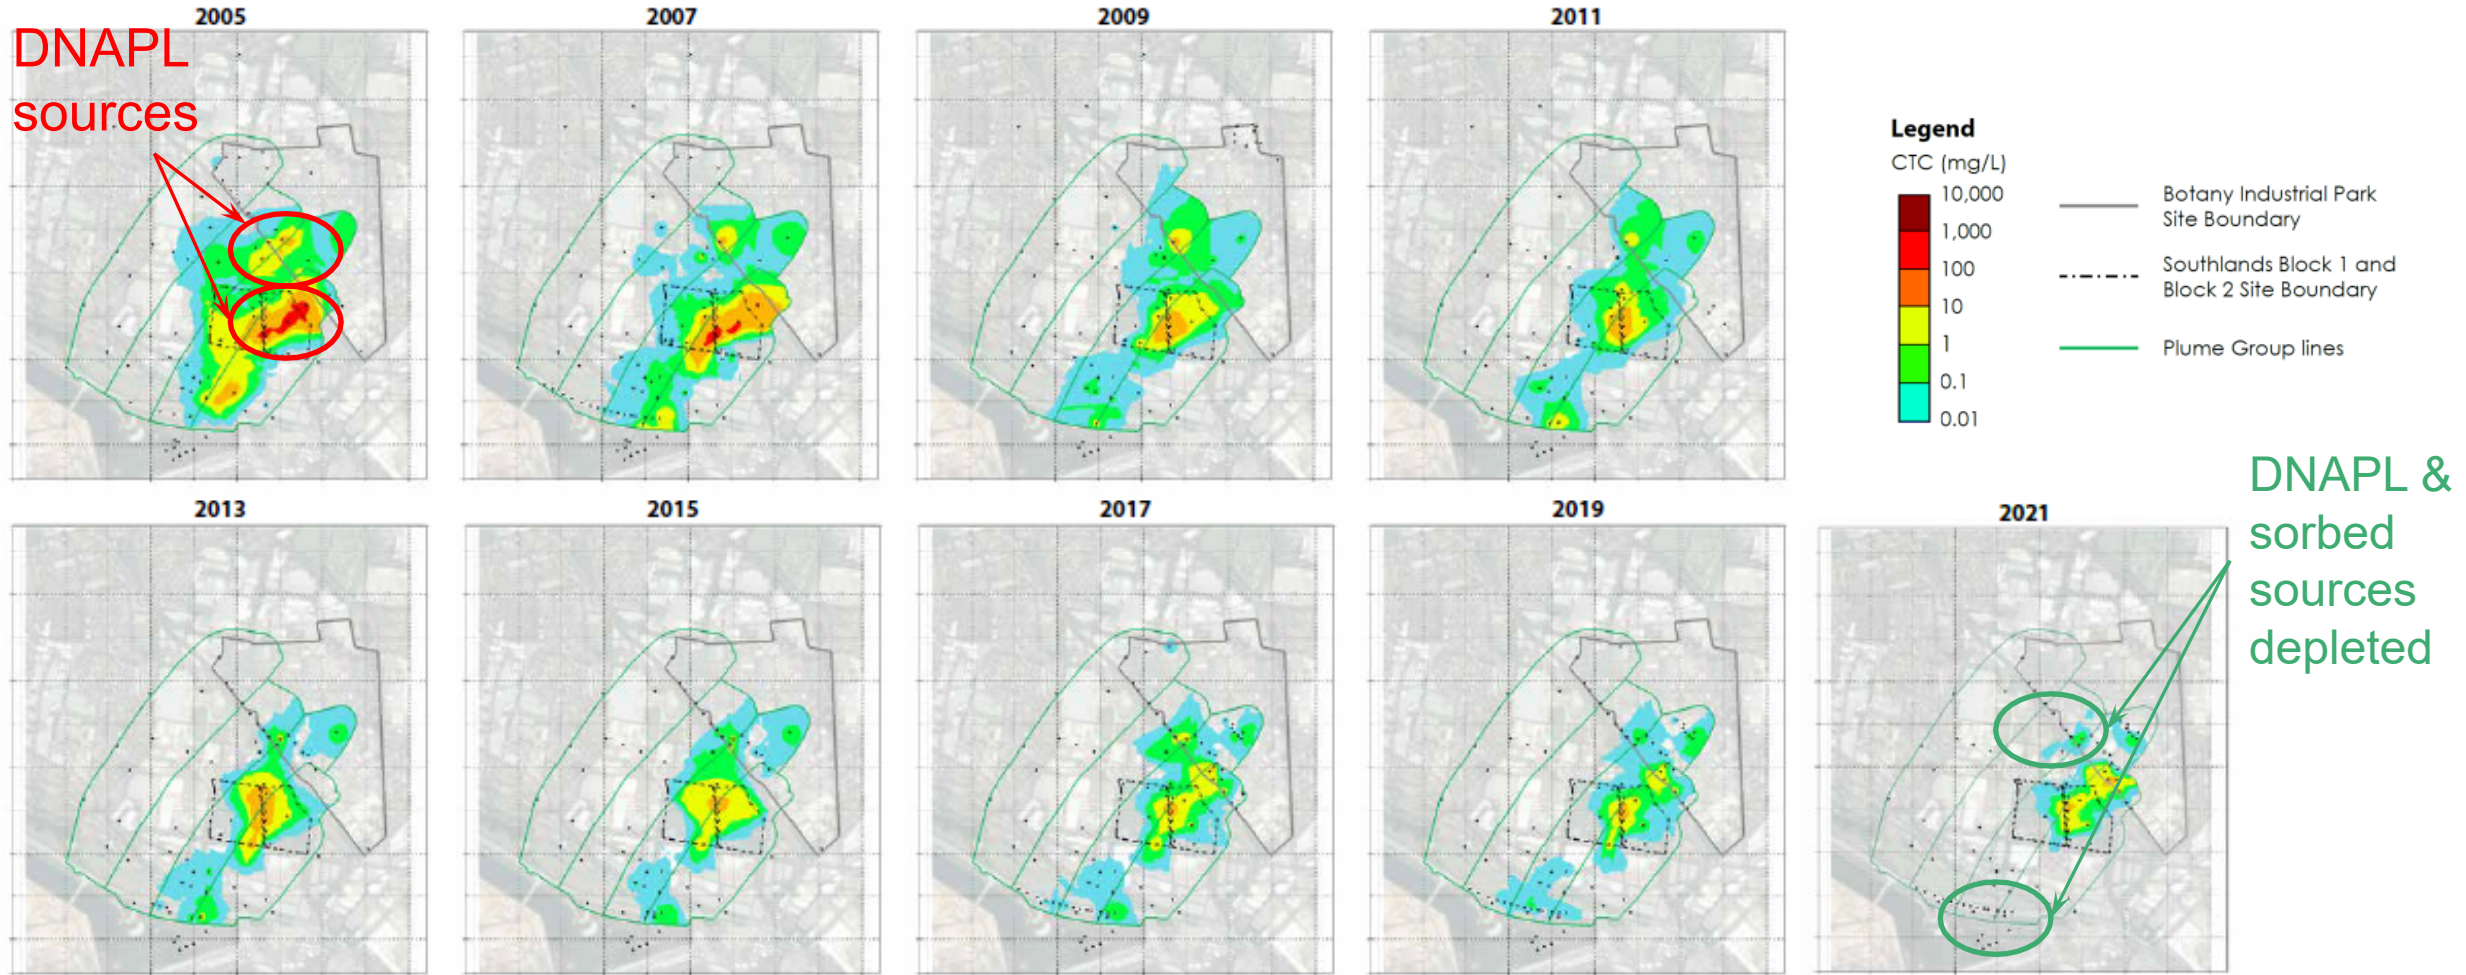 2005
2007
2009
2011
DNAPL
sources
Legend
CTC (mg/L)
10,000
1,000
100
10
1
0.1
0.01
Botany Industrial Park
Site Boundary
Southlands Block 1 and
Block 2 Site Boundary
Plume Group lines
2013
2015
2017
2019
2021
DNAPL &
sorbed
sources
depleted